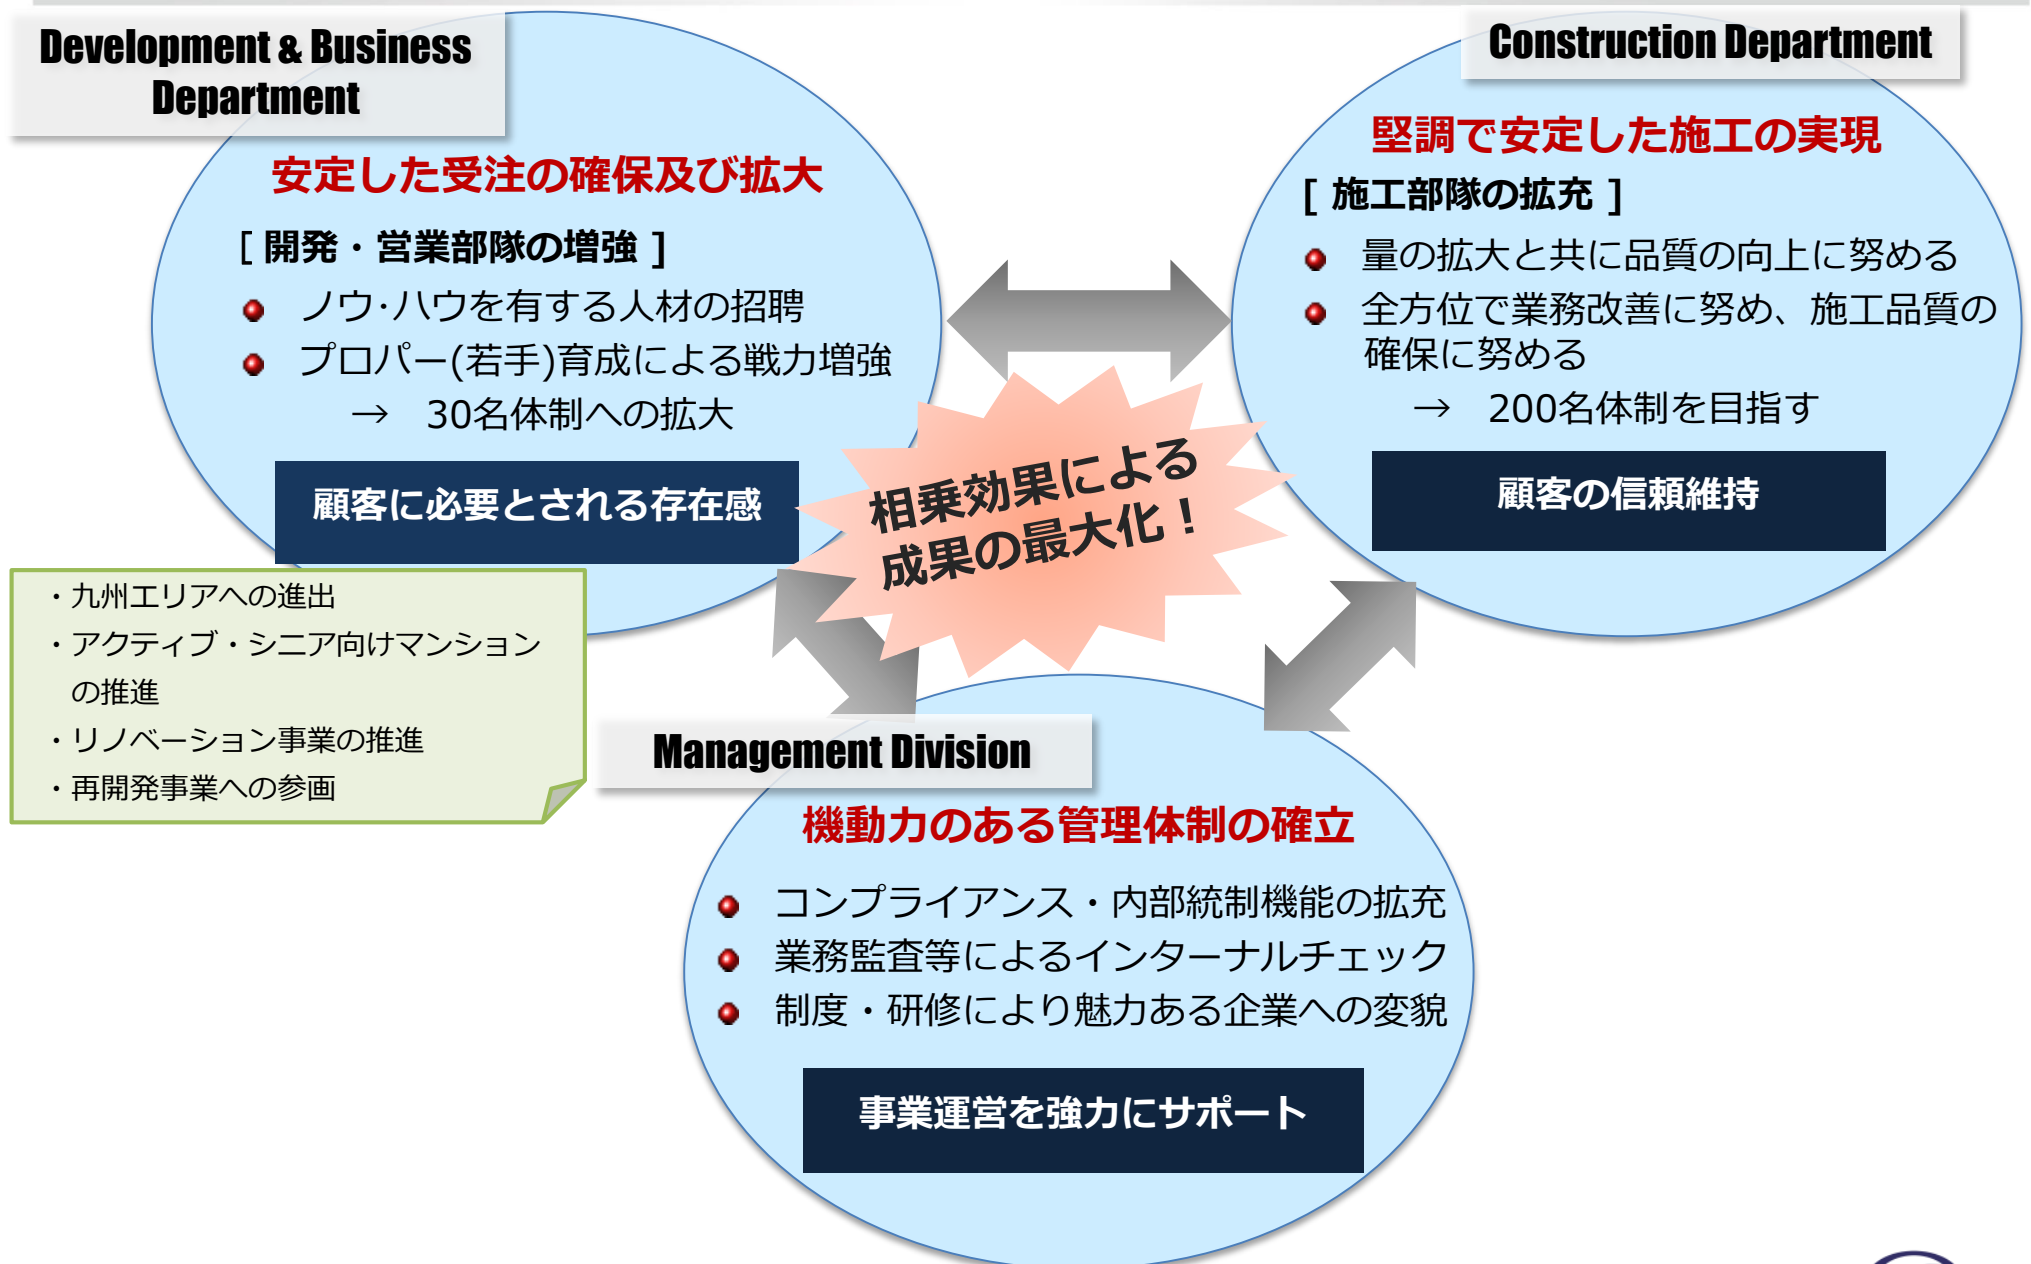 Development & Business
Department
安定した受注の確保及び拡大
[ 開発・営業部隊の増強 ]
ノウ・ハウを有する人材の招聘
プロパー(若手)育成による戦力増強
→ 30名体制への拡大
顧客に必要とされる存在感
・九州エリアへの進出
・アクティブ・シニア向けマンション
の推進
・リノベーション事業の推進
・再開発事業への参画
Construction Department
堅調で安定した施工の実現
[ 施工部隊の拡充 ]
量の拡大と共に品質の向上に努める
全方位で業務改善に努め、施工品質の
確保に努める
→ 200名体制を目指す
顧客の信頼維持
相乗効果による
成果の最大化！
Management Division
機動力のある管理体制の確立
コンプライアンス・内部統制機能の拡充
業務監査等によるインターナルチェック
制度・研修により魅力ある企業への変貌
事業運営を強力にサポート